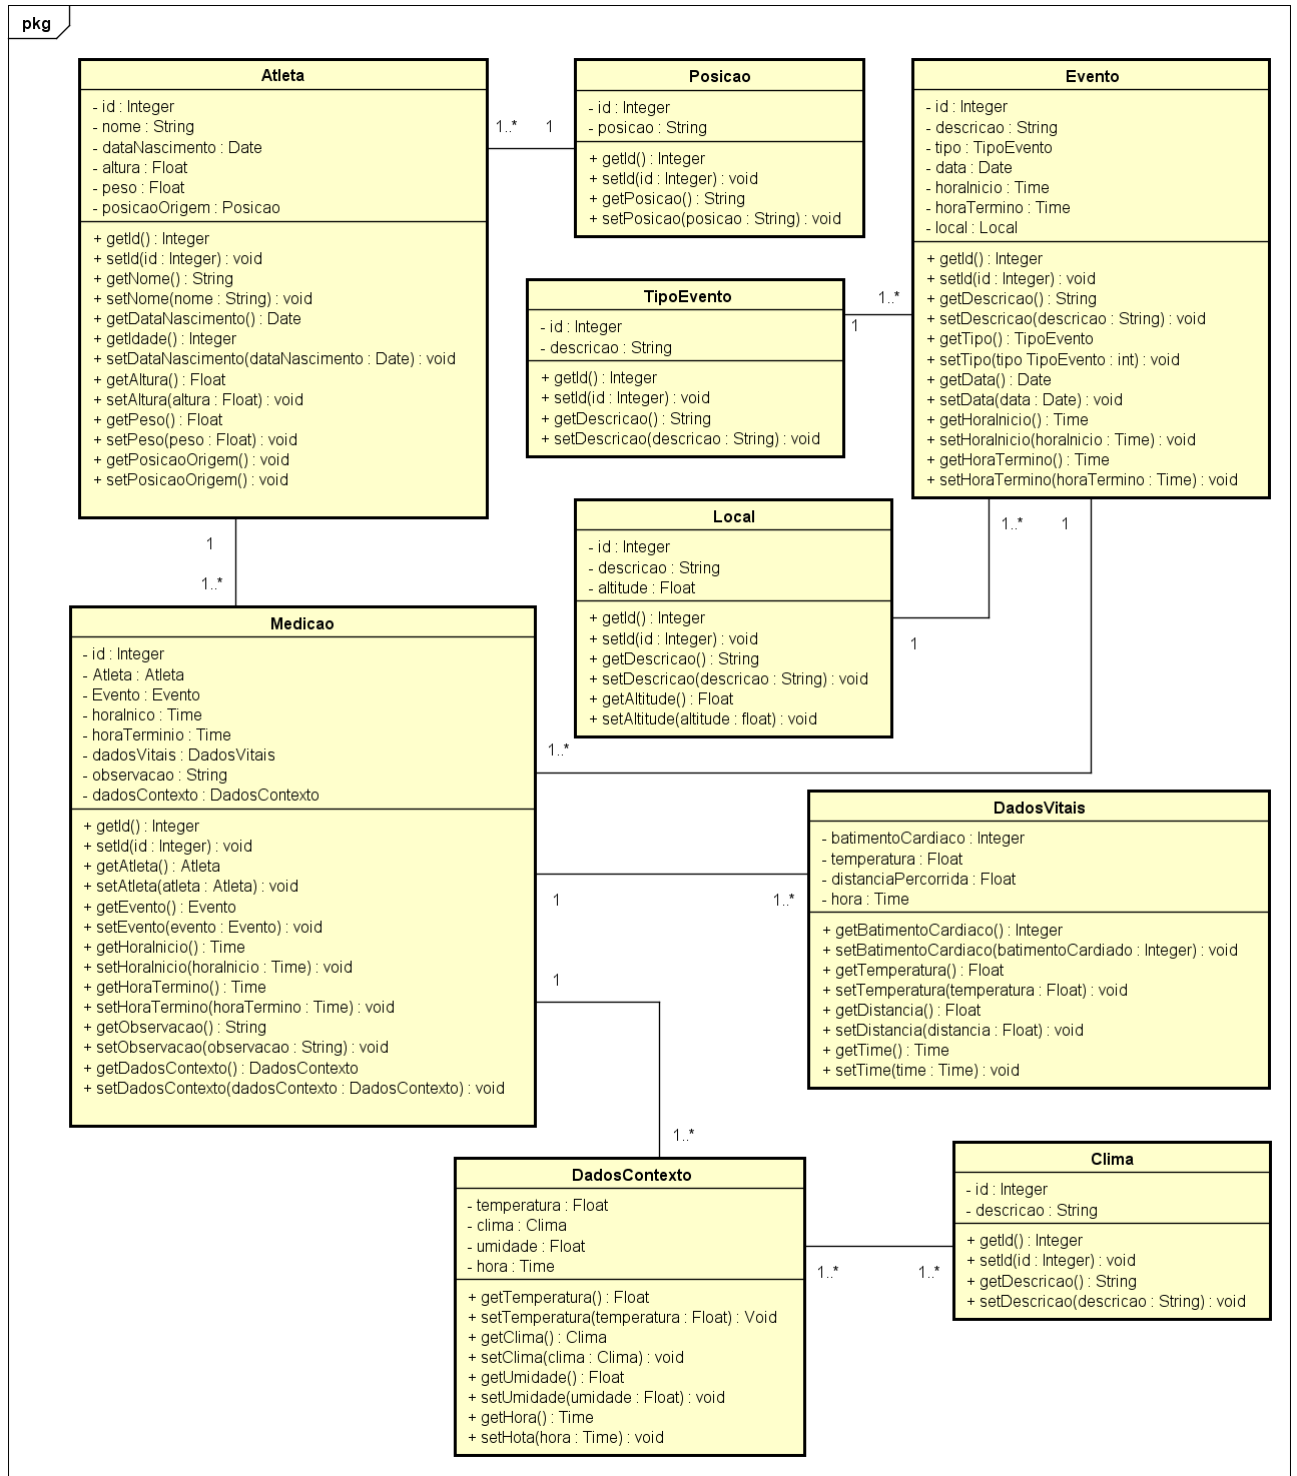 pkg
Atleta
- id : Integer
- nome : String
- dataNascimento : Date
- altura : Float
- peso : Float
- posicaoOrigem : Posicao
+ getId() : Integer
+ setId(id : Integer) : void
+ getNome() : String
+ setNome(nome : String) : void
+ getDataNascimento() : Date
+ getIdade() : Integer
+ setDataNascimento(dataNascimento : Date) : void
+ getAltura() : Float
+ setAltura(altura : Float) : void
+ getPeso() : Float
+ setPeso(peso : Float) : void
+ getPosicaoOrigem() : void
+ setPosicaoOrigem() : void
1..*
1
Posicao
- id : Integer
- posicao : String
+ getId() : Integer
+ setId(id : Integer) : void
+ getPosicao() : String
+ setPosicao(posicao : String) : void
Evento
- id : Integer
- descricao : String
- tipo : TipoEvento
- data : Date
- horaInicio : Time
- horaTermino : Time
- local : Local
+ getId() : Integer
+ setId(id : Integer) : void
+ getDescricao() : String
+ setDescricao(descricao : String) : void
+ getTipo() : TipoEvento
+ setTipo(tipo TipoEvento : int) : void
+ getData() : Date
+ setData(data : Date) : void
+ getHoraInicio() : Time
+ setHoraInicio(horaInicio : Time) : void
+ getHoraTermino() : Time
+ setHoraTermino(horaTermino : Time) : void
TipoEvento
- id : Integer
- descricao : String
+ getId() : Integer
+ setId(id : Integer) : void
+ getDescricao() : String
+ setDescricao(descricao : String) : void
1..*
1
Local
- id : Integer
- descricao : String
- altitude : Float
+ getId() : Integer
+ setId(id : Integer) : void
+ getDescricao() : String
+ setDescricao(descricao : String) : void
+ getAltitude() : Float
+ setAltitude(altitude : float) : void
1..*
1
1
1
1..*
Medicao
- id : Integer
- Atleta : Atleta
- Evento : Evento
- horaInico : Time
- horaTerminio : Time
- dadosVitais : DadosVitais
- observacao : String
- dadosContexto : DadosContexto
+ getId() : Integer
+ setId(id : Integer) : void
+ getAtleta() : Atleta
+ setAtleta(atleta : Atleta) : void
+ getEvento() : Evento
+ setEvento(evento : Evento) : void
+ getHoraInicio() : Time
+ setHoraInicio(horaInicio : Time) : void
+ getHoraTermino() : Time
+ setHoraTermino(horaTermino : Time) : void
+ getObservacao() : String
+ setObservacao(observacao : String) : void
+ getDadosContexto() : DadosContexto
+ setDadosContexto(dadosContexto : DadosContexto) : void
1..*
DadosVitais
- batimentoCardiaco : Integer
- temperatura : Float
- distanciaPercorrida : Float
- hora : Time
+ getBatimentoCardiaco() : Integer
+ setBatimentoCardiaco(batimentoCardiado : Integer) : void
+ getTemperatura() : Float
+ setTemperatura(temperatura : Float) : void
+ getDistancia() : Float
+ setDistancia(distancia : Float) : void
+ getTime() : Time
+ setTime(time : Time) : void
1
1..*
1
1..*
DadosContexto
- temperatura : Float
- clima : Clima
- umidade : Float
- hora : Time
+ getTemperatura() : Float
+ setTemperatura(temperatura : Float) : Void
+ getClima() : Clima
+ setClima(clima : Clima) : void
+ getUmidade() : Float
+ setUmidade(umidade : Float) : void
+ getHora() : Time
+ setHota(hora : Time) : void
1..*
1..*
Clima
- id : Integer
- descricao : String
+ getId() : Integer
+ setId(id : Integer) : void
+ getDescricao() : String
+ setDescricao(descricao : String) : void